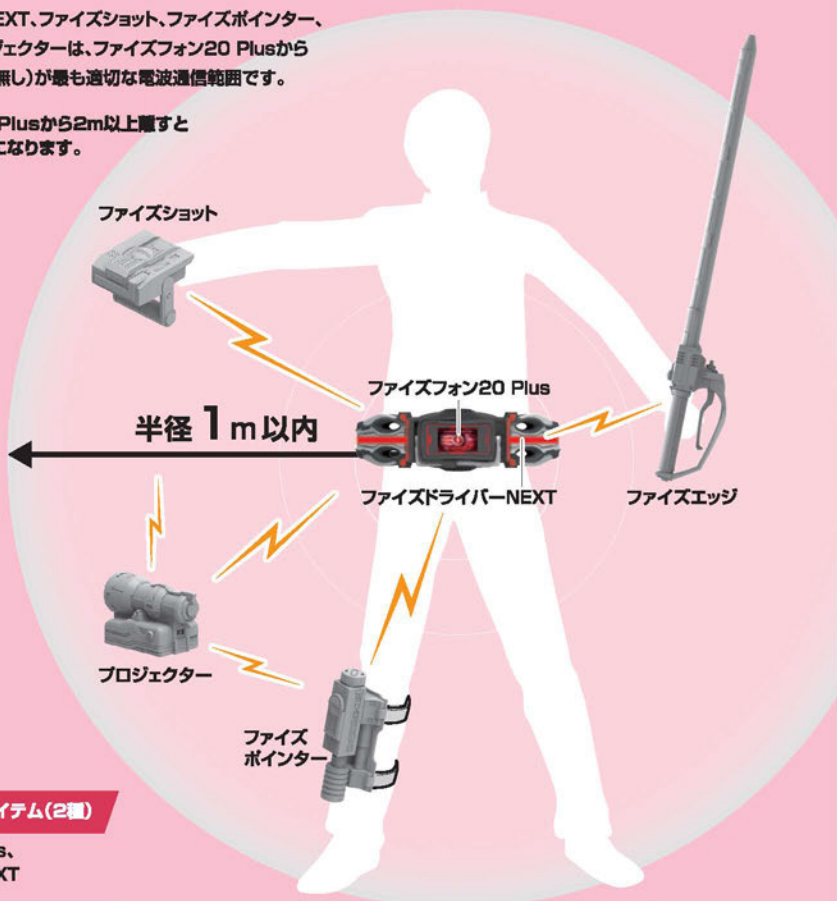 EXT、ファイズショット、ファイズポインター、
ジェクターは、ファイズフォン20 Plusから
無し)が最も適切な電波通信範囲です。
Plusから2m以上離すと
になります。
ファイズショット
ファイズフォン20 Plus
半径1m以内
ファイズドライバーNEXT
ファイズエッジ
プロジェクター
ファイズ
ポインター
イテム(2種)
s、
XT